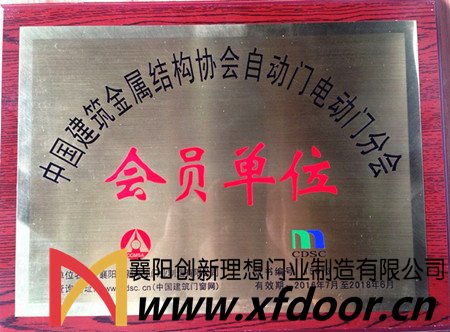 中国建筑金属结构协会自动门电动门分会
会员单位
CDSC
襄阳创新理想门业制造有限公司
(中国建筑门窗网)
有效期：2016年7月至2018年6月
www.xfdoor.com.cn